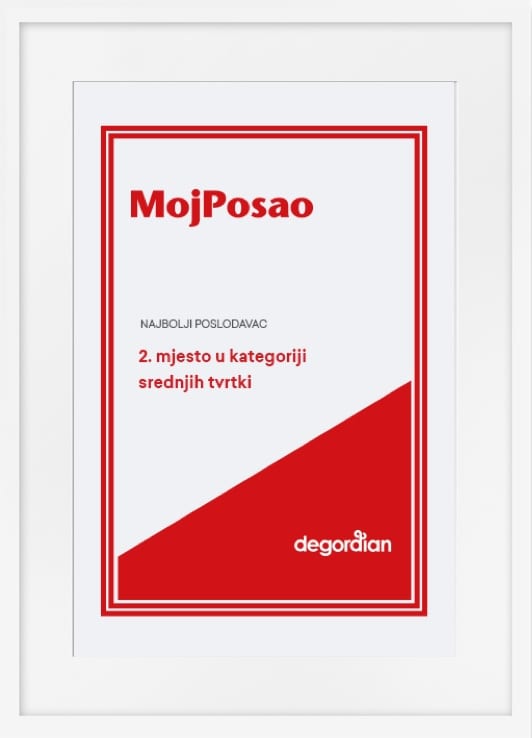 MojPosao
NAJBOLJI POSLODAVAC
2. mjesto u kategoriji
srednjih tvrtki
degordian